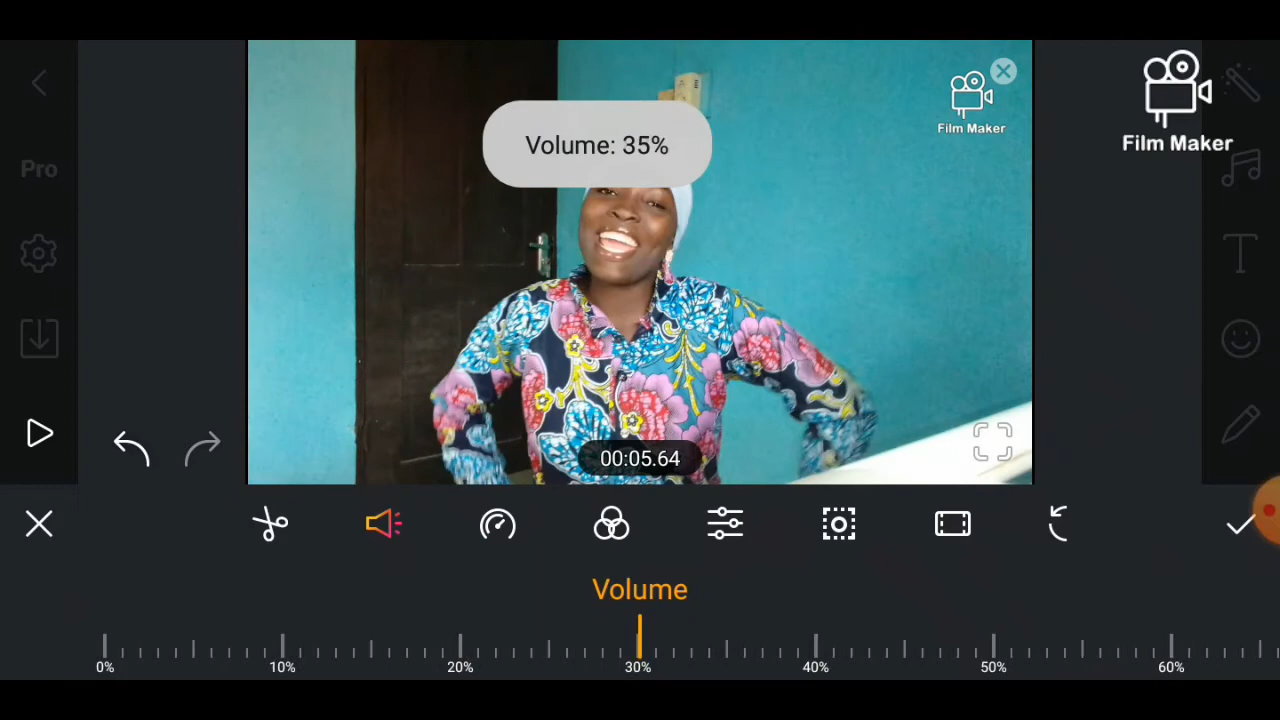 Pro
Volume: 35%
Film Maker
Film Maker
00:05.64
Volume
0% 10% 20% 30% 40% 50% 60%